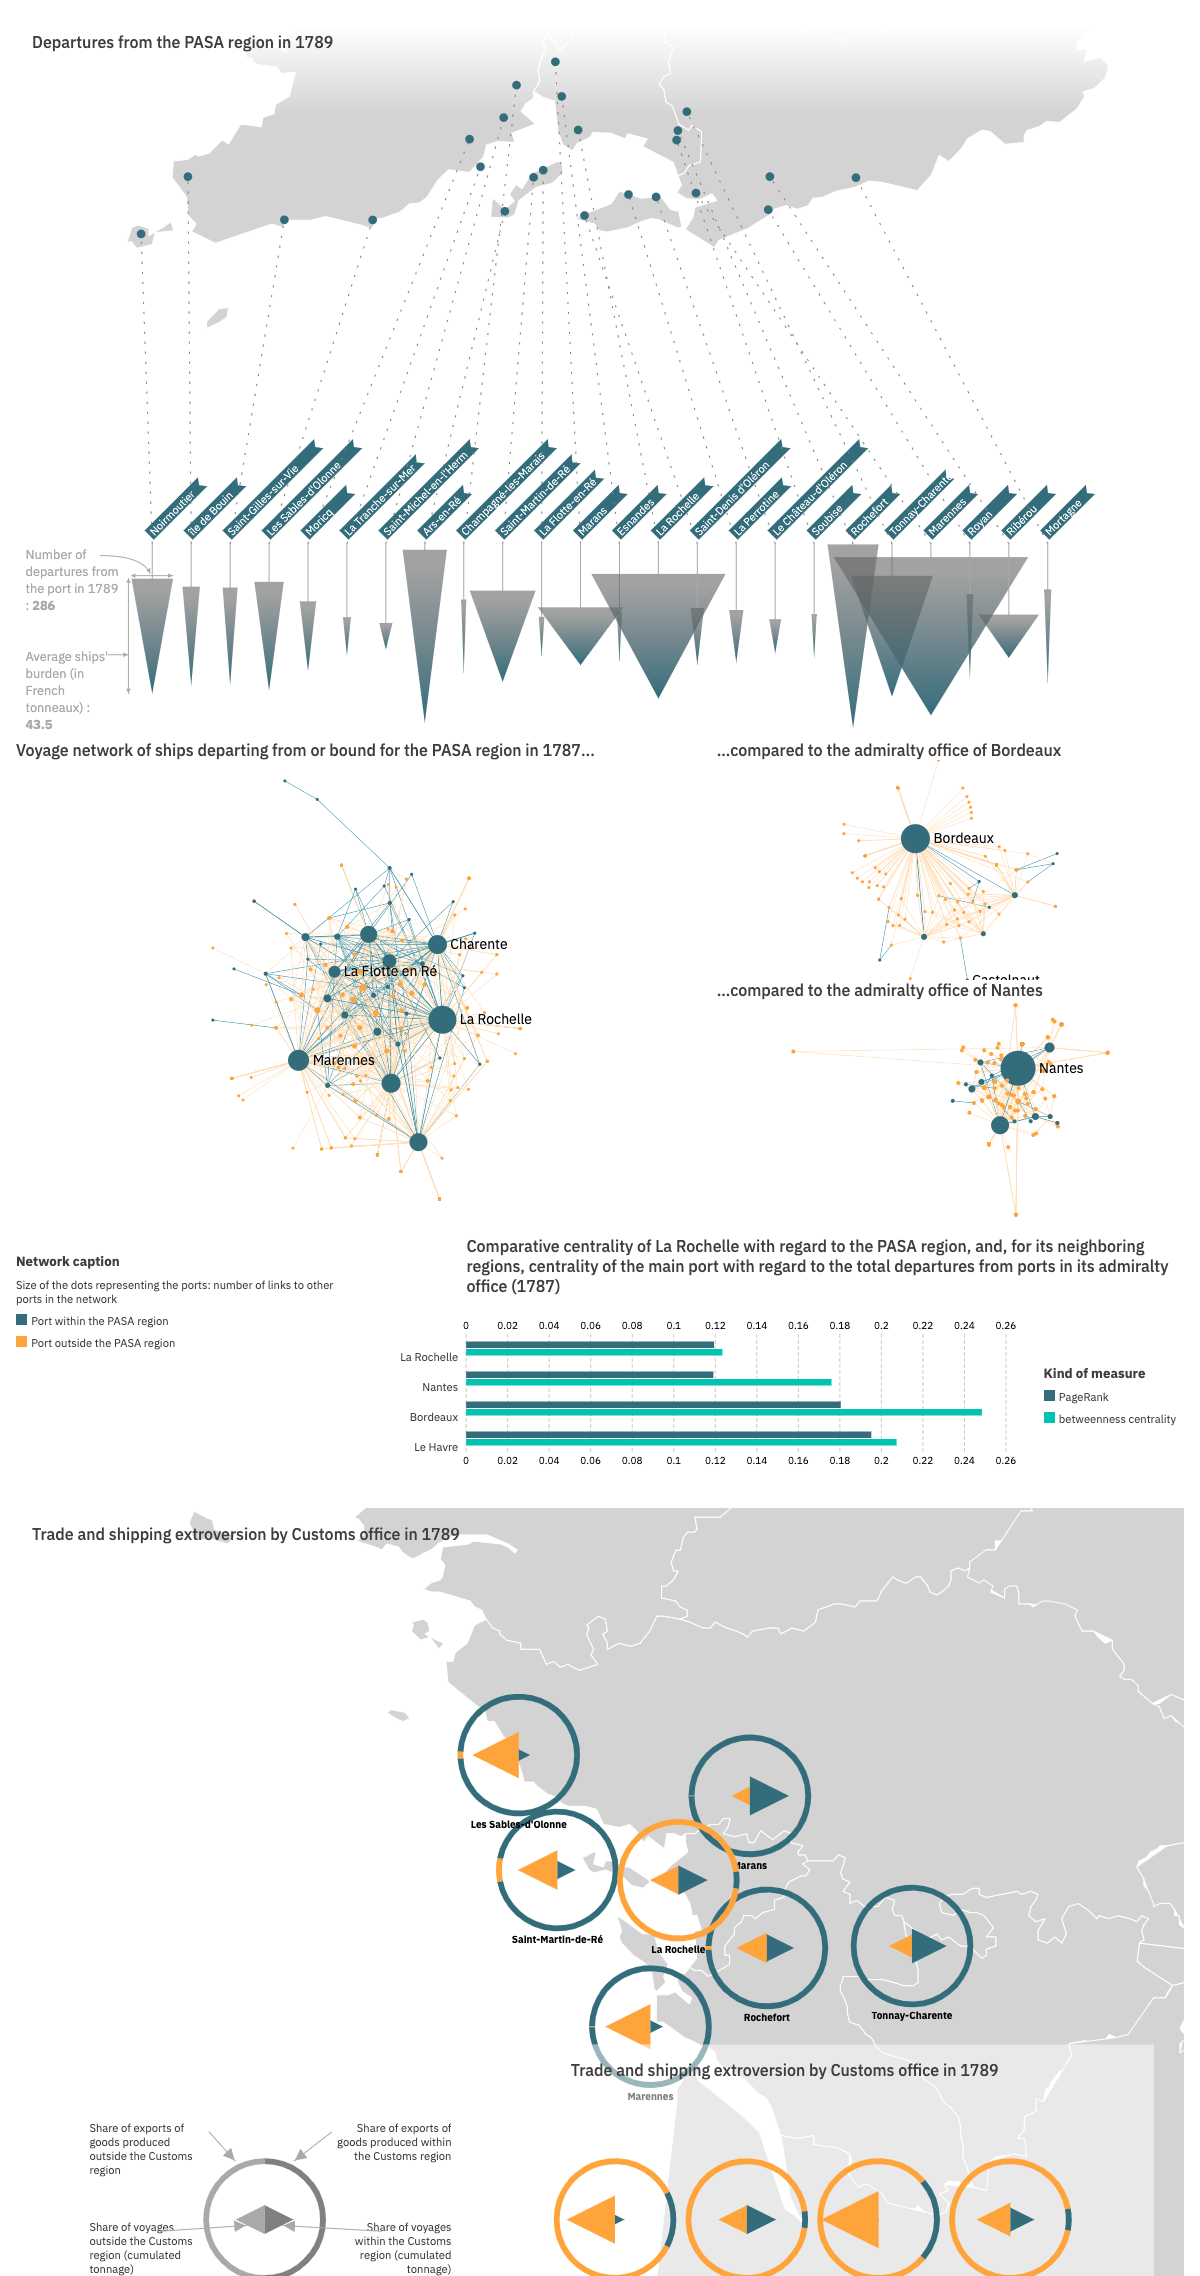 Departures from the PASA region in 1789
Noirmoutier
île de Bouin
Saint-Gilles-sur-Vie
Les Sables-d'Olonne
Moricq
La Tranche-sur-Mer
Saint-Michel-en-l'Herm
Ars-en-Ré
Champagné-les-Marais
Saint-Martin-de-Ré
La Flotte-en-Ré
Marans
Esnandes
La Rochelle
Saint-Denis d'Oléron
La Perrotine
Le Château-d'Oléron
Soubise
Rochefort
Tonnay-Charente
Marennes
Royan
Ribérou
Mortagne
Number of
departures from
the port in 1789
: 286
Average ships'
burden (in
French
tonneaux) :
43.5
Voyage network of ships departing from or bound for the PASA region in 1787...
Charente
La Flotte en Ré
La Rochelle
Marennes
...compared to the admiralty office of Bordeaux
Bordeaux
...compared to the admiralty office of Nantes
Nantes
Network caption
Size of the dots representing the ports: number of links to other
ports in the network
Port within the PASA region
Port outside the PASA region
Comparative centrality of La Rochelle with regard to the PASA region, and, for its neighboring
regions, centrality of the main port with regard to the total departures from ports in its admiralty
office (1787)
0 0.02 0.04 0.06 0.08 0.1 0.12 0.14 0.16 0.18 0.2 0.22 0.24 0.26
La Rochelle
Nantes
Bordeaux
Le Havre
0 0.02 0.04 0.06 0.08 0.1 0.12 0.14 0.16 0.18 0.2 0.22 0.24 0.26
Kind of measure
PageRank
betweenness centrality
Trade and shipping extroversion by Customs office in 1789
Les Sables-d'Olonne
Marans
Saint-Martin-de-Ré
La Rochelle
Rochefort
Tonnay-Charente
Marennes
Trade and shipping extroversion by Customs office in 1789
Share of exports of
goods produced
outside the Customs
region
Share of exports of
goods produced within
the Customs region
Share of voyages
outside the Customs
region (cumulated
tonnage)
Share of voyages
within the Customs
region (cumulated
tonnage)